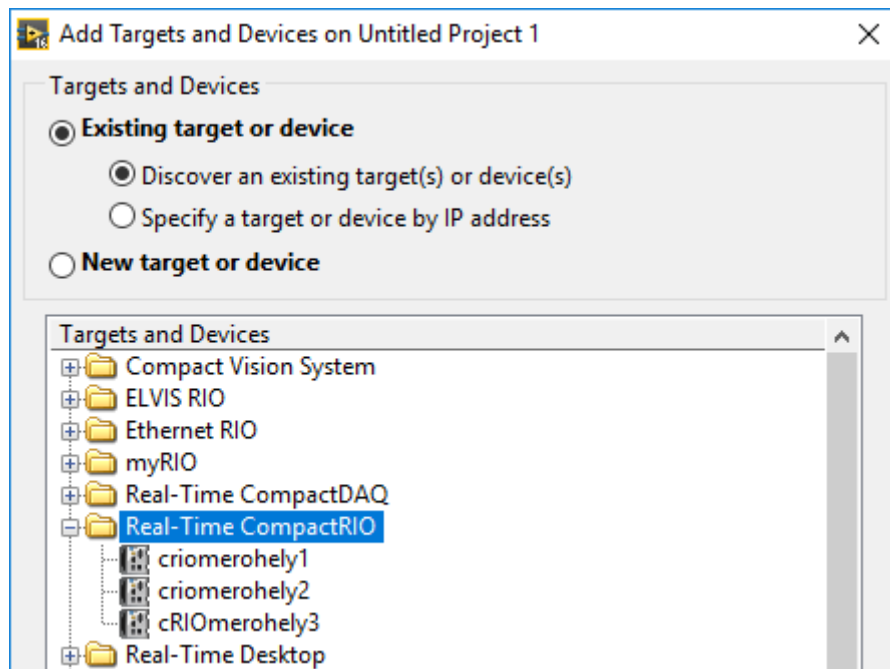 Add Targets and Devices on Untitled Project 1
Targets and Devices
Existing target or device
Discover an existing target(s) or device(s)
Specify a target or device by IP address
New target or device
Targets and Devices
Compact Vision System
ELVIS RIO
Ethernet RIO
myRIO
Real-Time CompactDAQ
Real-Time CompactRIO
criomerohely1
criomerohely2
cRIOmerohely3
Real-Time Desktop